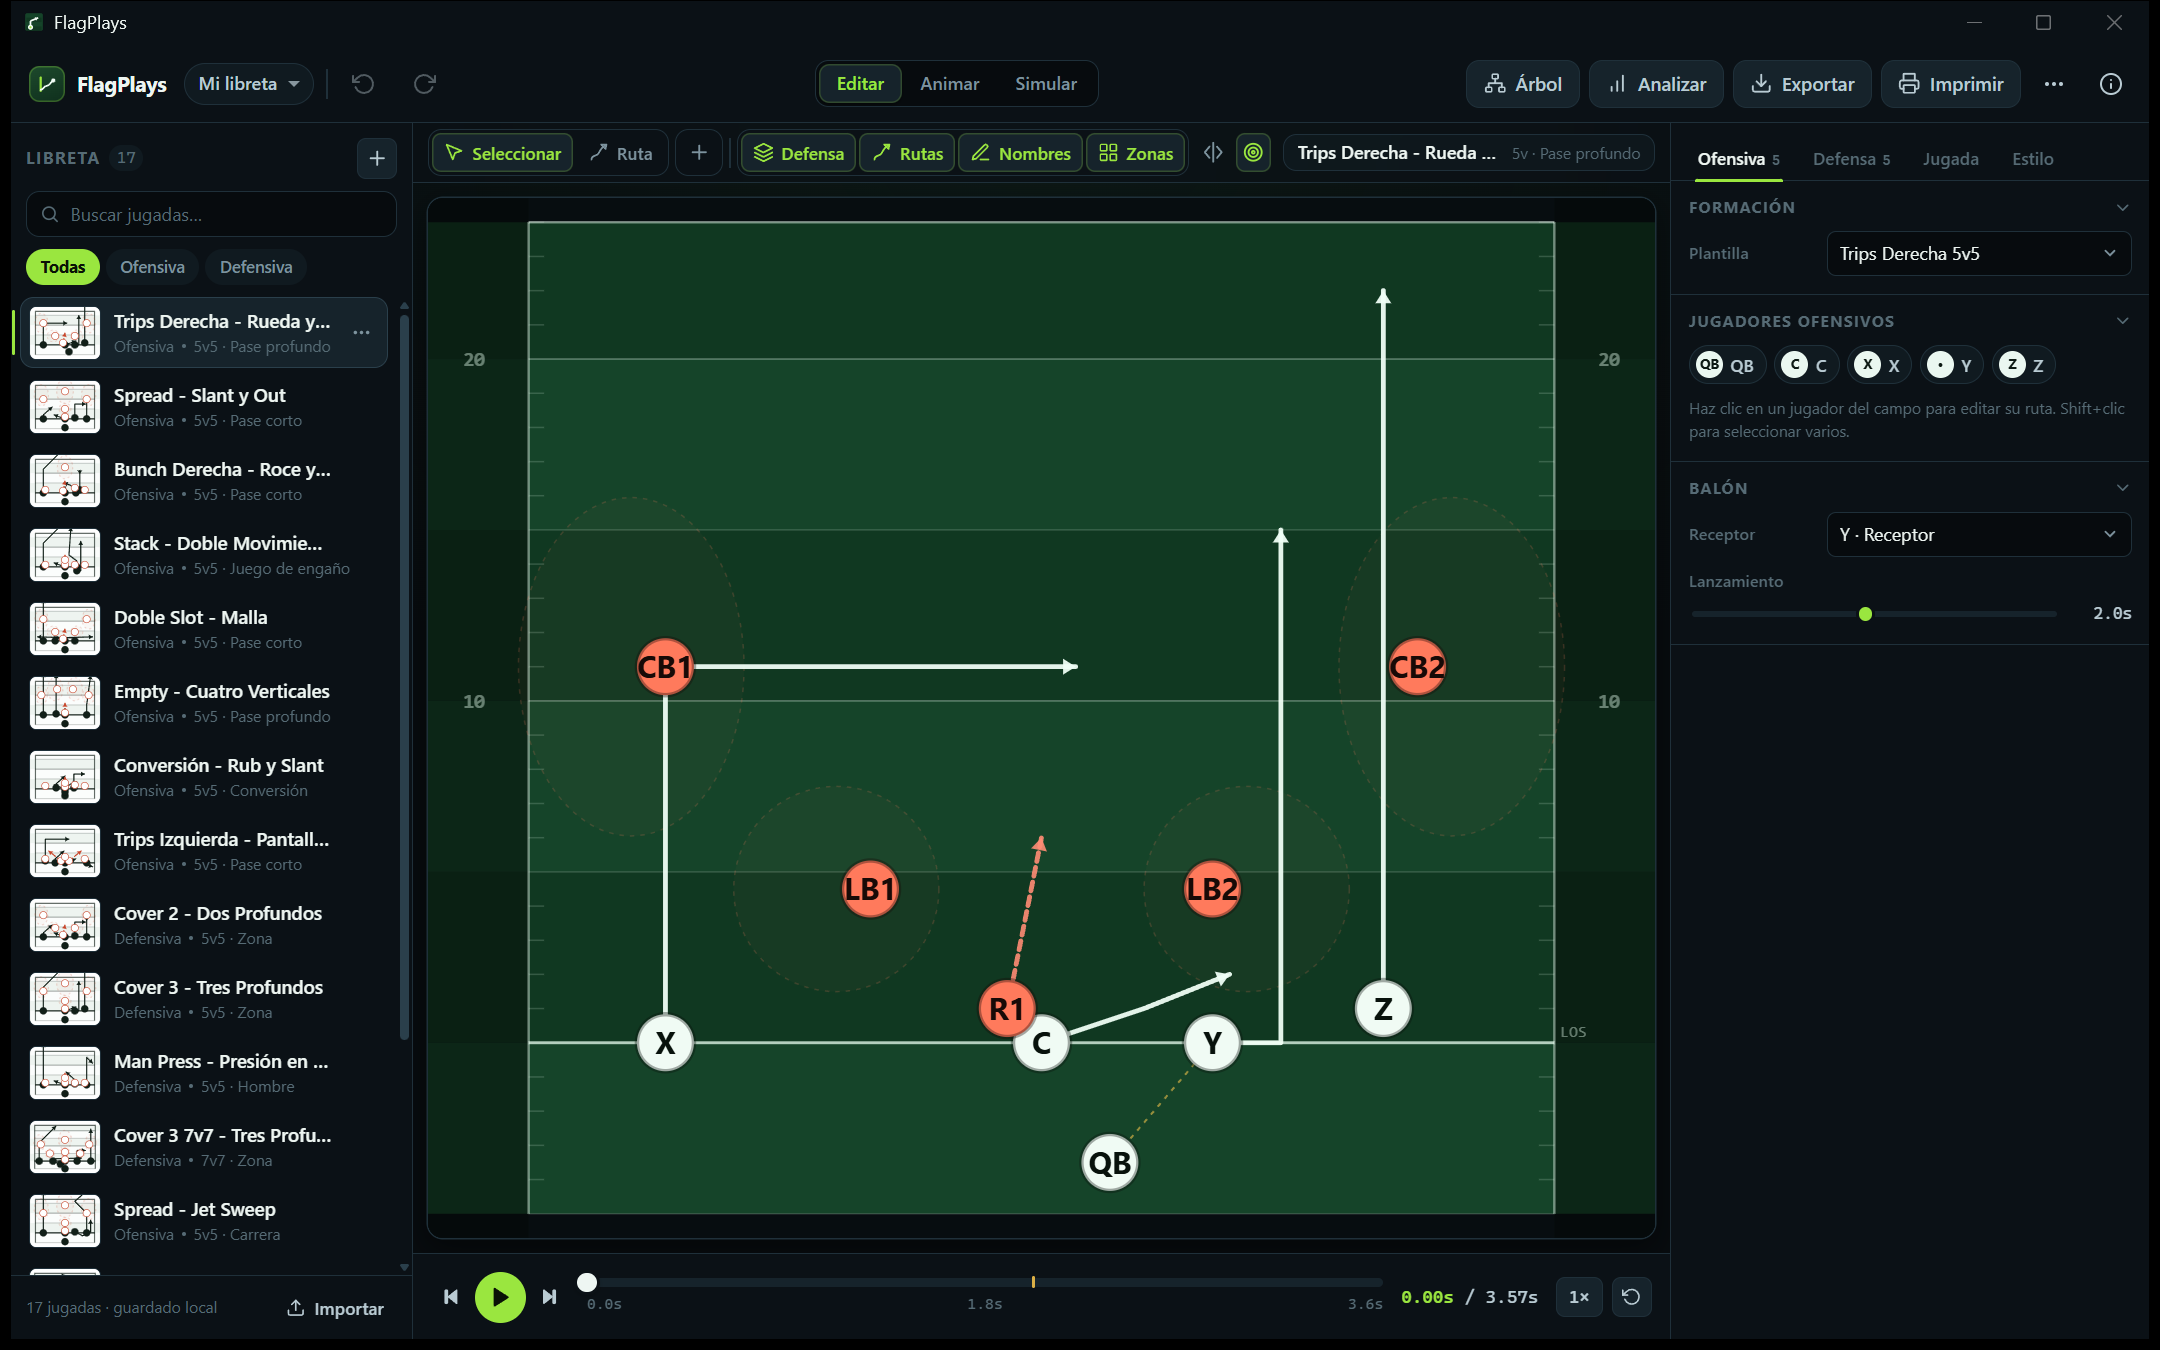 FlagPlays
FlagPlays
Mi libreta
Editar
Animar
Simular
Árbol
Analizar
Exportar
Imprimir
LIBRETA 17
Buscar jugadas...
Todas
Ofensiva
Defensiva
Trips Derecha - Rueda y...
Ofensiva • 5v5 · Pase profundo
Spread - Slant y Out
Ofensiva • 5v5 · Pase corto
Bunch Derecha - Roce y...
Ofensiva • 5v5 · Pase corto
Stack - Doble Movimie...
Ofensiva • 5v5 · Juego de engaño
Doble Slot - Malla
Ofensiva • 5v5 · Pase corto
Empty - Cuatro Verticales
Ofensiva • 5v5 · Pase profundo
Conversión - Rub y Slant
Ofensiva • 5v5 · Conversión
Trips Izquierda - Pantall...
Ofensiva • 5v5 · Pase corto
Cover 2 - Dos Profundos
Defensiva • 5v5 · Zona
Cover 3 - Tres Profundos
Defensiva • 5v5 · Zona
Man Press - Presión en ...
Defensiva • 5v5 · Hombre
Cover 3 7v7 - Tres Profu...
Defensiva • 7v7 · Zona
Spread - Jet Sweep
Ofensiva • 5v5 · Carrera
17 jugadas · guardado local
Importar
Seleccionar
Ruta
Defensa
Rutas
Nombres
Zonas
Trips Derecha - Rueda ...
5v · Pase profundo
20
20
CB1
CB2
10
10
LB1
LB2
R1
Z
X
C
Y
LOS
QB
0.0s
1.8s
3.6s
0.00s / 3.57s
1×
Ofensiva 5
Defensa 5
Jugada
Estilo
FORMACIÓN
Plantilla
Trips Derecha 5v5
JUGADORES OFENSIVOS
QB QB
C C
X X
• Y
Z Z
Haz clic en un jugador del campo para editar su ruta. Shift+clic
para seleccionar varios.
BALÓN
Receptor
Y · Receptor
Lanzamiento
2.0s